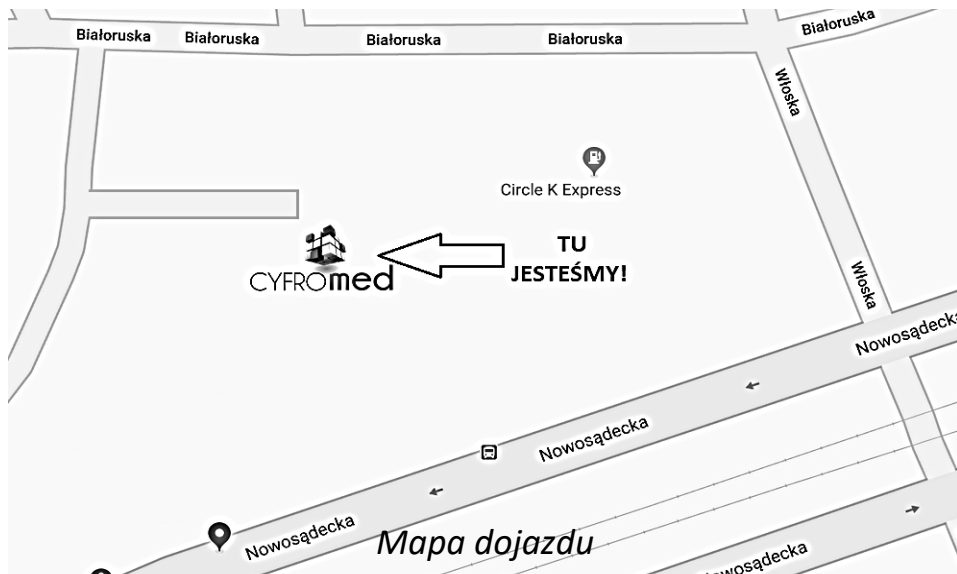 Białoruska
Białoruska
Białoruska
Białoruska
Białoruska
Włoska
Circle K Express
TU
JESTEŚMY!
CYFROmed
Włoska
Nowosądecka
Nowosądecka
Nowosądecka
Mapa dojazdu
Nowosądecka